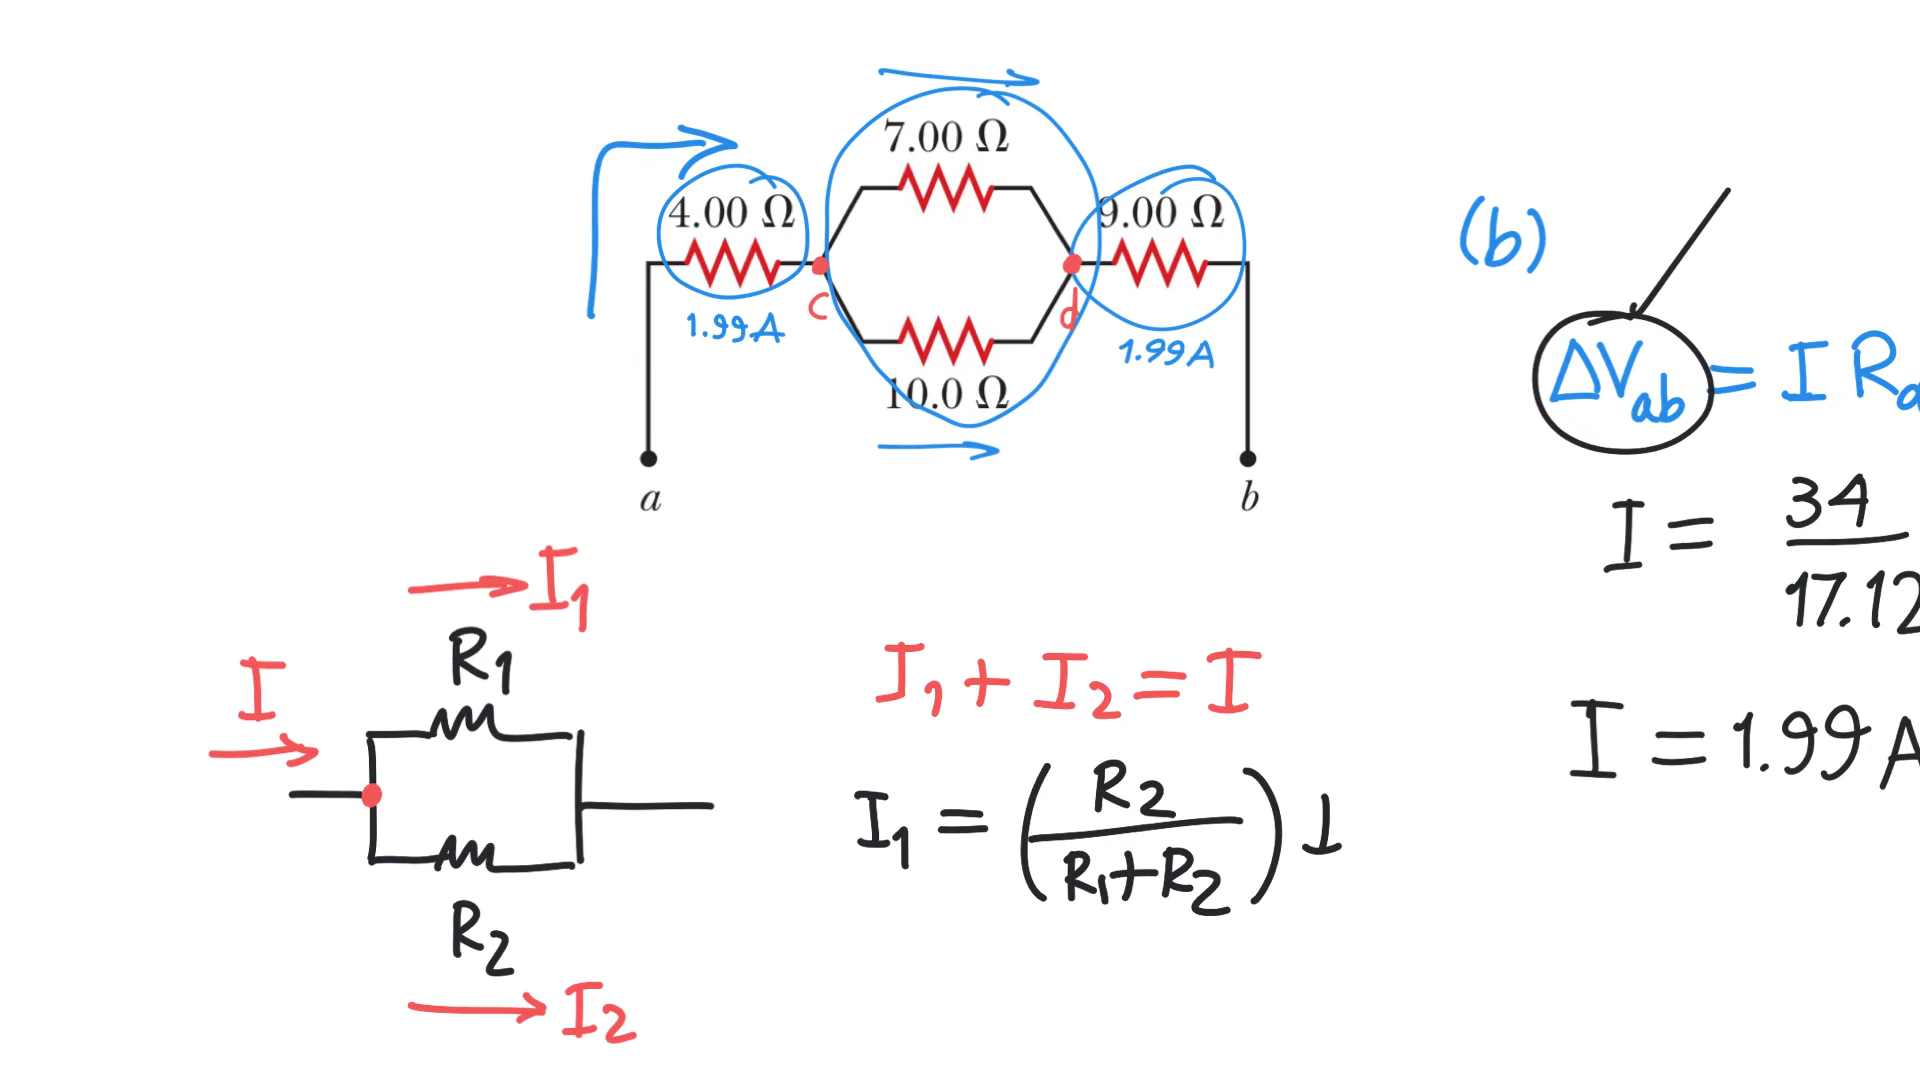 7.00 Ω
4.00 Ω
9.00 Ω
c
d
1.99A
1.99A
10.0 Ω
a
b
(b)
ΔVab = I R
I = 34 / 17.12
I = 1.99 A
I1
R1
I
R2
I2
I1 + I2 = I
I1 = (R2 / R1+R2) I